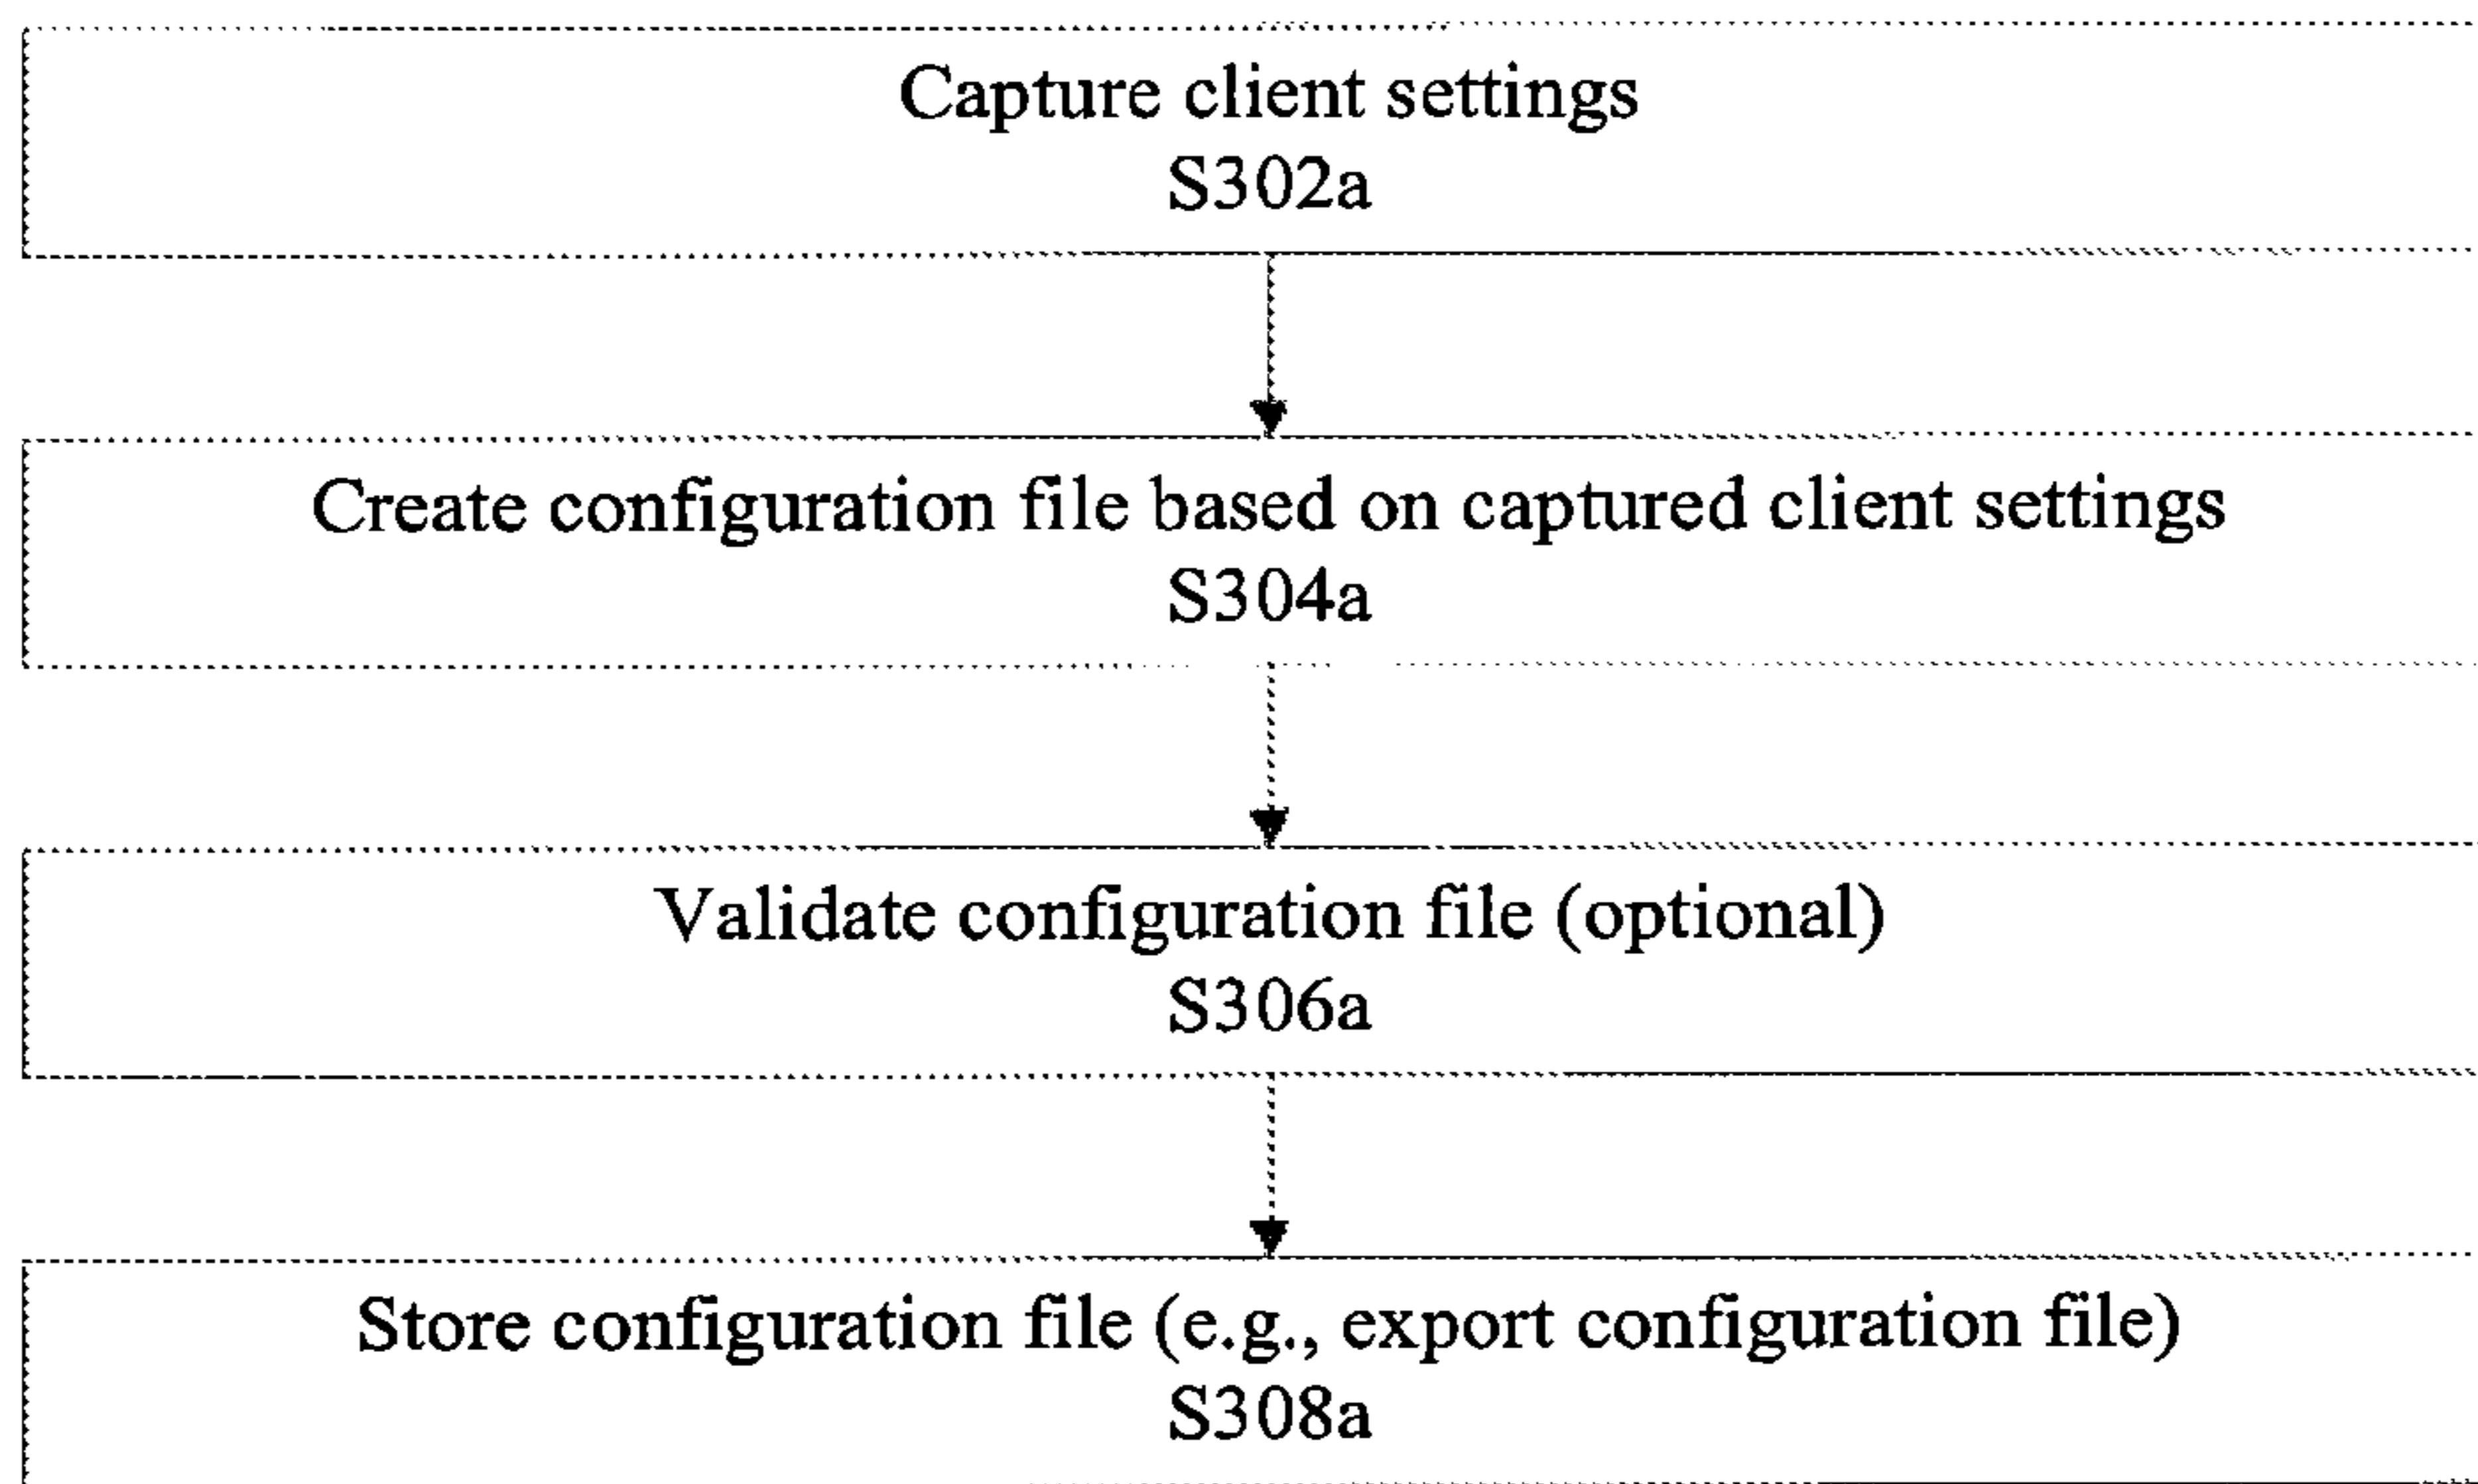 Capture client settings
S302a
Create configuration file based on captured client settings
S304a
Validate configuration file (optional)
S306a
Store configuration file (e.g., export configuration file)
S308a